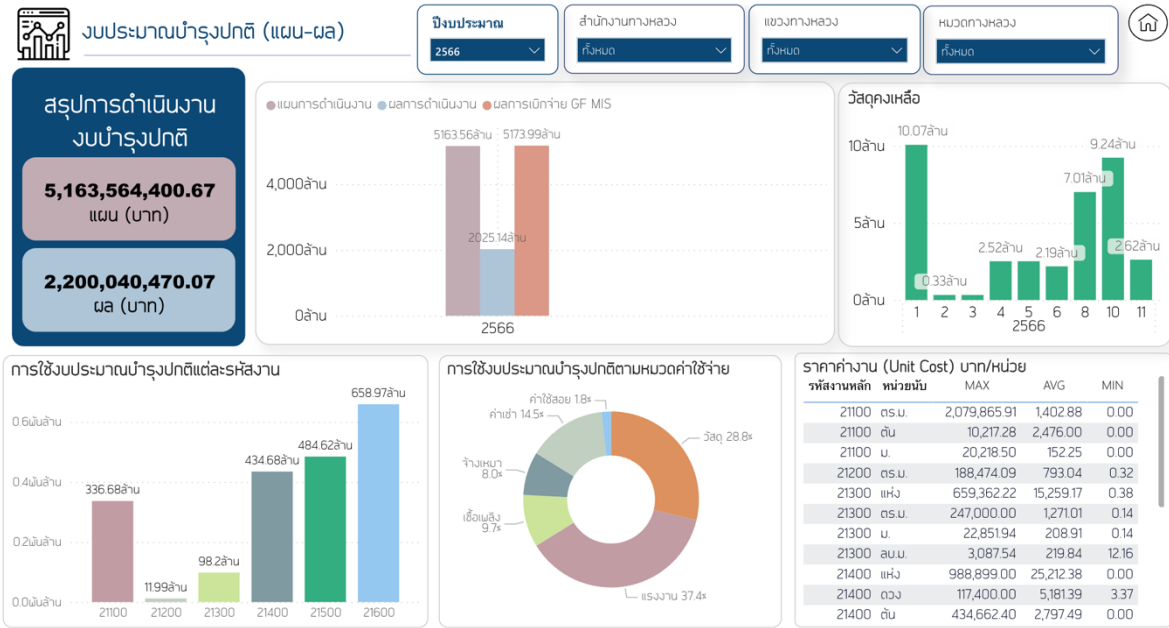 งบประมาณบำรุงปกติ (แผน-ผล)
ปีงบประมาณ
2566
สำนักงานทางหลวง
ทั้งหมด
แขวงทางหลวง
ทั้งหมด
หมวดทางหลวง
ทั้งหมด
สรุปการดำเนินงาน
งบบำรุงปกติ
5,163,564,400.67
แผน (บาท)
2,200,040,470.07
ผล (บาท)
แผนการดำเนินงาน ผลการดำเนินงาน ผลการเบิกจ่าย GF MIS
5163.56ล้าน 5173.99ล้าน
4,000ล้าน
2025.14ล้าน
2,000ล้าน
0ล้าน
2566
วัสดุคงเหลือ
10.07ล้าน
9.24ล้าน
10ล้าน
7.01ล้าน
5ล้าน
2.52ล้าน
2.19ล้าน
2.62ล้าน
0.33ล้าน
0ล้าน
1 2 3 4 5 6 8 10 11
2566
การใช้งบประมาณบำรุงปกติแต่ละรหัสงาน
658.97ล้าน
0.6พันล้าน
484.62ล้าน
434.68ล้าน
0.4พันล้าน
336.68ล้าน
0.2พันล้าน
98.2ล้าน
11.99ล้าน
0.0พันล้าน
21100 21200 21300 21400 21500 21600
การใช้งบประมาณบำรุงปกติตามหมวดค่าใช้จ่าย
ค่าใช้สอย 1.8%
ค่าเช่า 14.5%
วัสดุ 28.8%
จ้างเหมา
8.0%
เชื้อเพลิง
9.7%
แรงงาน 37.4%
ราคาค่างาน (Unit Cost) บาท/หน่วย
รหัสงานหลัก หน่วยนับ MAX AVG MIN
21100 ตร.ม. 2,079,865.91 1,402.88 0.00
21100 ตัน 10,217.28 2,476.00 0.00
21100 ม. 20,218.50 152.25 0.00
21200 ตร.ม. 188,474.09 793.04 0.32
21300 แห่ง 659,362.22 15,259.17 0.38
21300 ตร.ม. 247,000.00 1,271.01 0.14
21300 ม. 22,851.94 208.91 0.14
21300 ลบ.ม. 3,087.54 219.84 12.16
21400 แห่ง 988,899.00 25,212.38 0.00
21400 ดวง 117,400.00 5,181.39 3.37
21400 ตัน 434,662.40 2,797.49 0.00